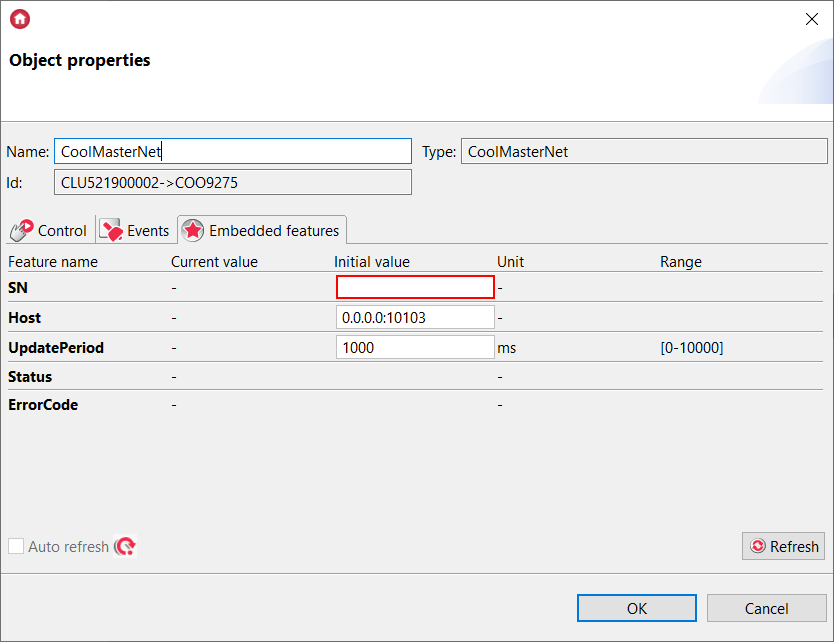 Object properties
Name: CoolMasterNet Type: CoolMasterNet
Id: CLU521900002->COO9275
Control Events Embedded features
Feature name Current value Initial value Unit Range
SN - -
Host - 0.0.0.0:10103 -
UpdatePeriod - 1000 ms [0-10000]
Status - -
ErrorCode - -
Auto refresh Refresh
OK Cancel